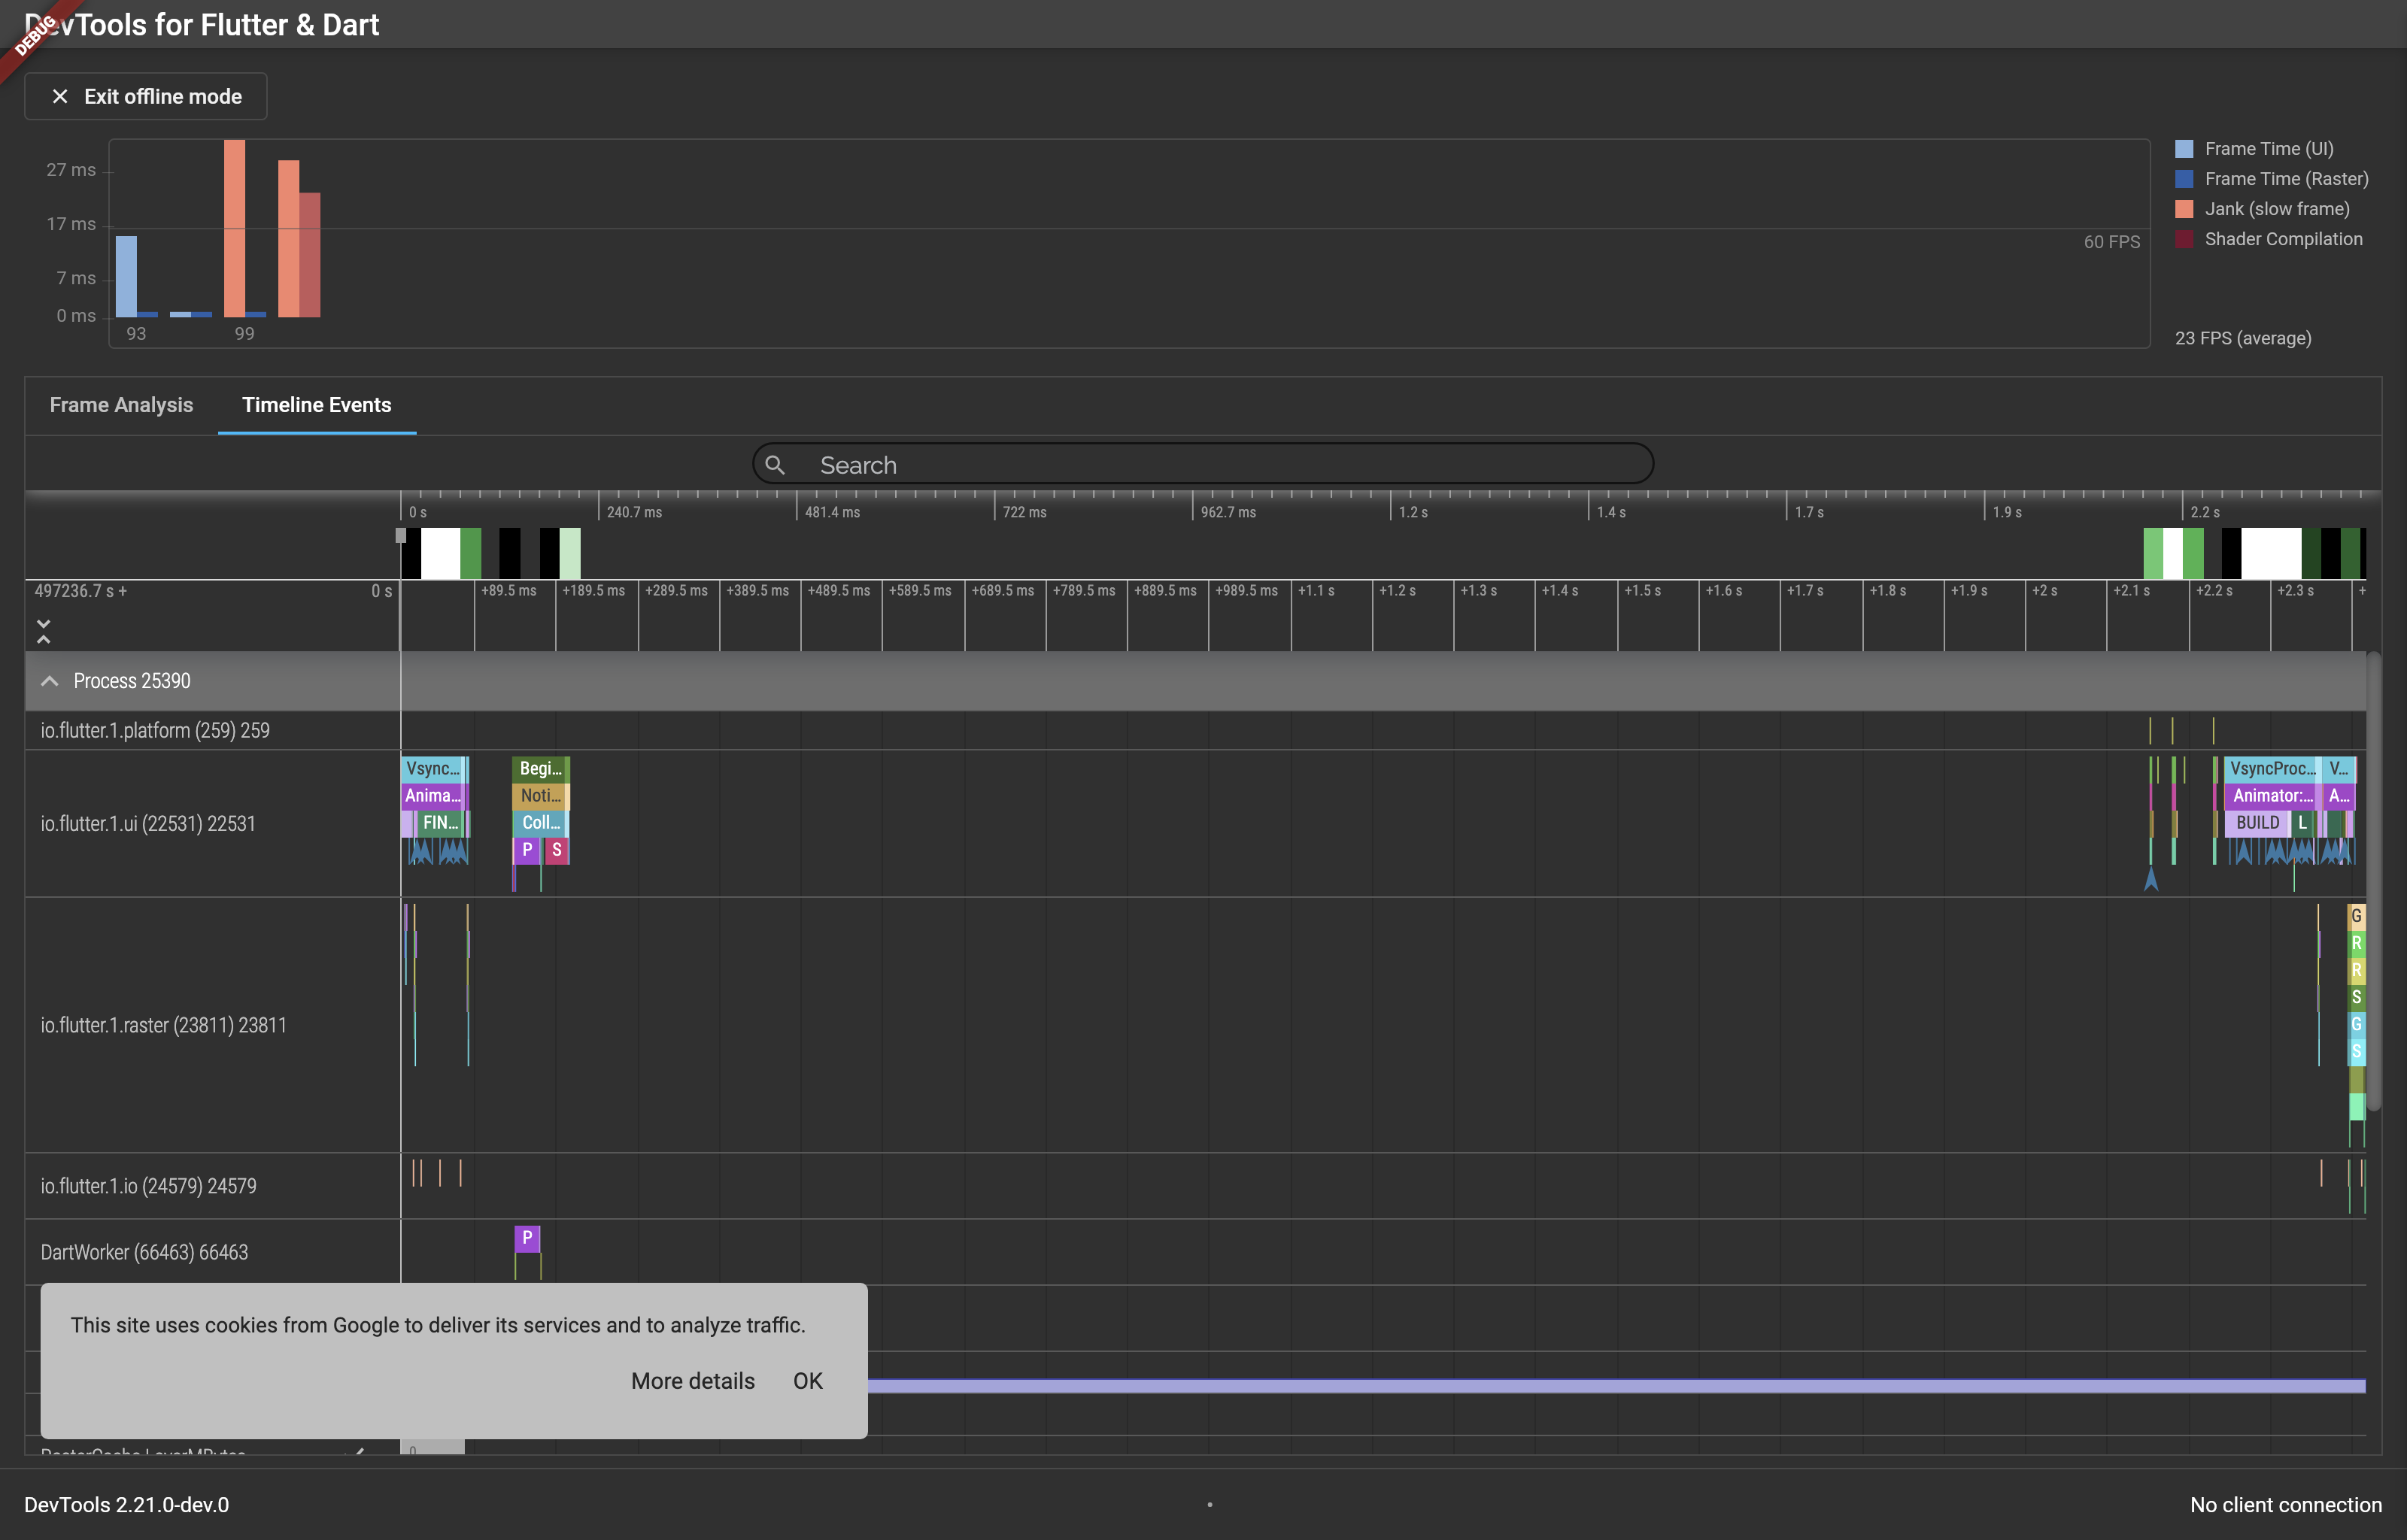 DevTools for Flutter & Dart
DEBUG
Exit offline mode
27 ms
17 ms
7 ms
0 ms
93
99
60 FPS
Frame Time (UI)
Frame Time (Raster)
Jank (slow frame)
Shader Compilation
23 FPS (average)
Frame Analysis Timeline Events
Search
0 s 240.7 ms 481.4 ms 722 ms 962.7 ms 1.2 s 1.4 s 1.7 s 1.9 s 2.2 s
497236.7 s + 0 s +89.5 ms +189.5 ms +289.5 ms +389.5 ms +489.5 ms +589.5 ms +689.5 ms +789.5 ms +889.5 ms +989.5 ms +1.1 s +1.2 s +1.3 s +1.4 s +1.5 s +1.6 s +1.7 s +1.8 s +1.9 s +2 s +2.1 s +2.2 s +2.3 s +
Process 25390
io.flutter.1.platform (259) 259
Vsync... Begi... VsyncProc... V...
Anima... Noti... Animator:... A...
io.flutter.1.ui (22531) 22531
FIN... Coll... BUILD L
P S
G
R
R
S
io.flutter.1.raster (23811) 23811
G
S
io.flutter.1.io (24579) 24579
P
DartWorker (66463) 66463
This site uses cookies from Google to deliver its services and to analyze traffic.
More details OK
DevTools 2.21.0-dev.0
No client connection